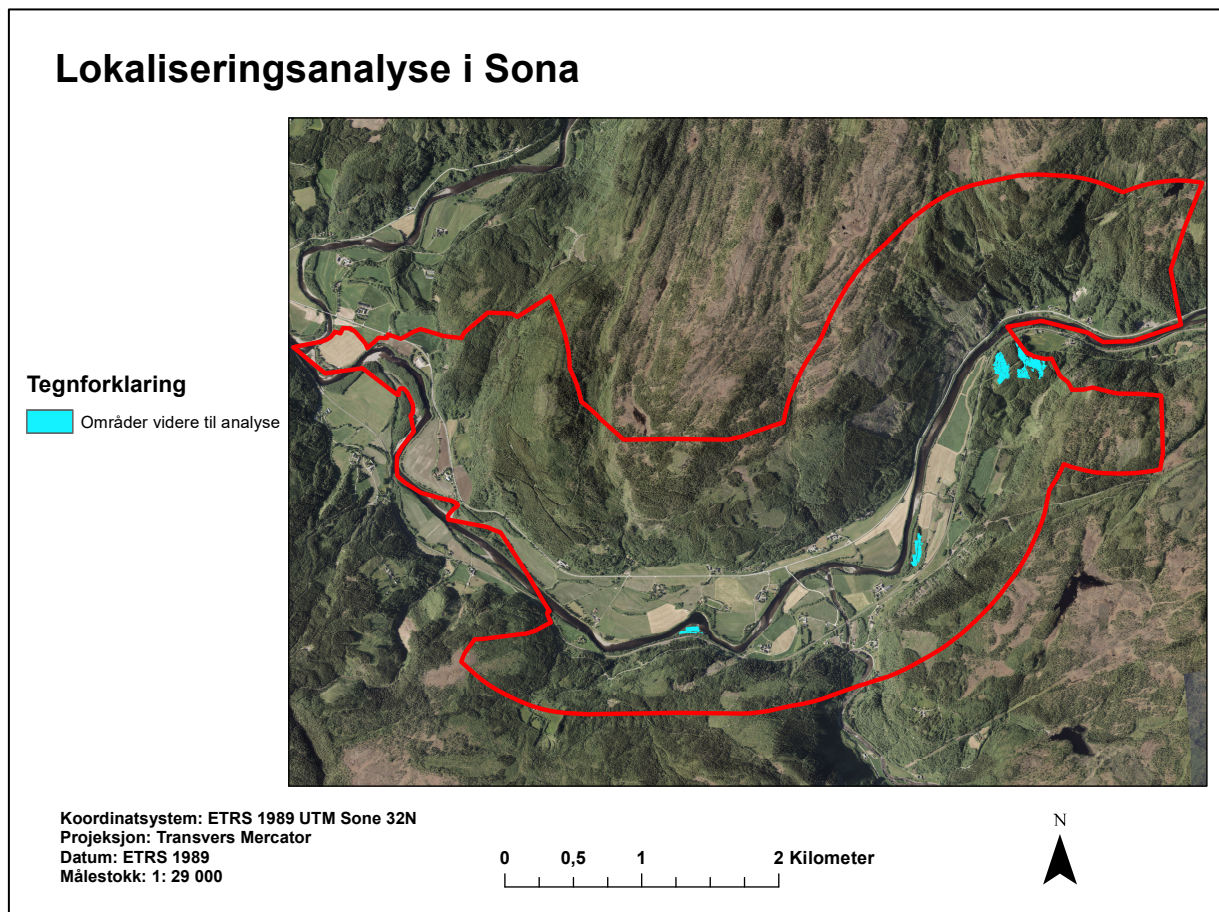 Lokaliseringsanalyse i Sona
Tegnforklaring
Områder videre til analyse
Koordinatsystem: ETRS 1989 UTM Sone 32N
Projeksjon: Transvers Mercator
Datum: ETRS 1989
Målestokk: 1: 29 000
0 0,5 1 2 Kilometer
N